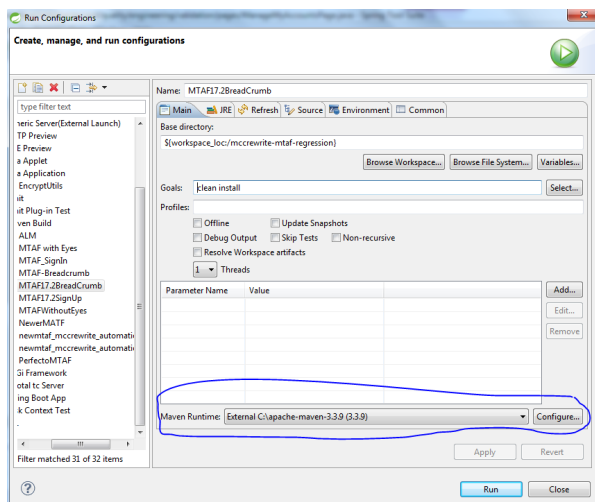 Run Configurations
Create, manage, and run configurations
type filter text
neric Server(External Launch)
TP Preview
E Preview
a Applet
a Application
EncryptUtils
it
it Plug-in Test
ven Build
ALM
MTAF with Eyes
MTAF_SignIn
MTAF-Breadcrumb
MTAF17.2BreadCrumb
MTAF17.2SignUp
MTAFWithoutEyes
NewerMATF
newmtaf_mccrewrite_automati
newmtaf_mccrewrite_automati
PerfectoMTAF
Gi Framework
otal tc Server
ing Boot App
k Context Test
Filter matched 31 of 32 items
Name: MTAF17.2BreadCrumb
Main JRE Refresh Source Environment Common
Base directory:
${workspace_loc:/mccrewrite-mtaf-regression}
Browse Workspace... Browse File System... Variables...
Goals: clean install Select...
Profiles:
Offline Update Snapshots
Debug Output Skip Tests Non-recursive
Resolve Workspace artifacts
1 Threads
Parameter Name Value Add...
Edit...
Remove
Maven Runtime: External C:\apache-maven-3.3.9 (3.3.9) Configure...
Apply Revert
? Run Close